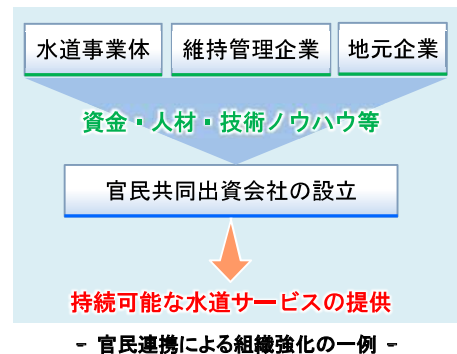 水道事業体 維持管理企業 地元企業
資金・人材・技術ノウハウ等
官民共同出資会社の設立
持続可能な水道サービスの提供
- 官民連携による組織強化の一例 -